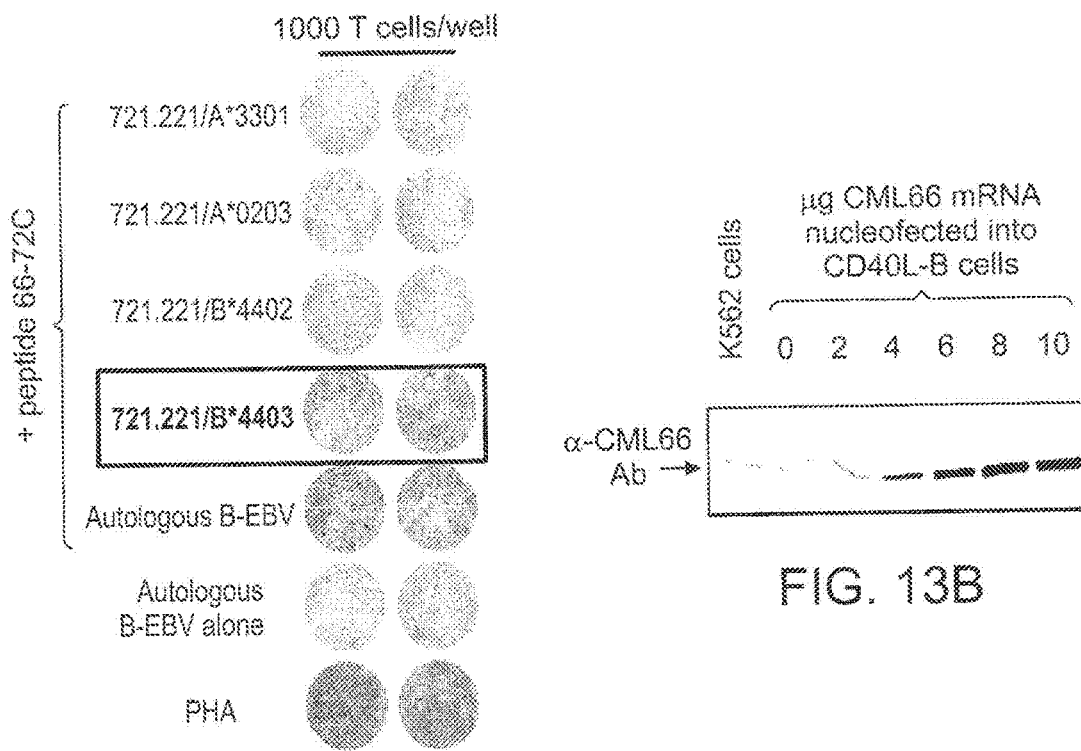 1000 T cells/well
+ peptide 66-72C
721.221/A*3301
721.221/A*0203
721.221/B*4402
721.221/B*4403
Autologous B-EBV
Autologous
B-EBV alone
PHA
K562 cells
µg CML66 mRNA
nucleofected into
CD40L-B cells
0 2 4 6 8 10
α-CML66
Ab
FIG. 13B